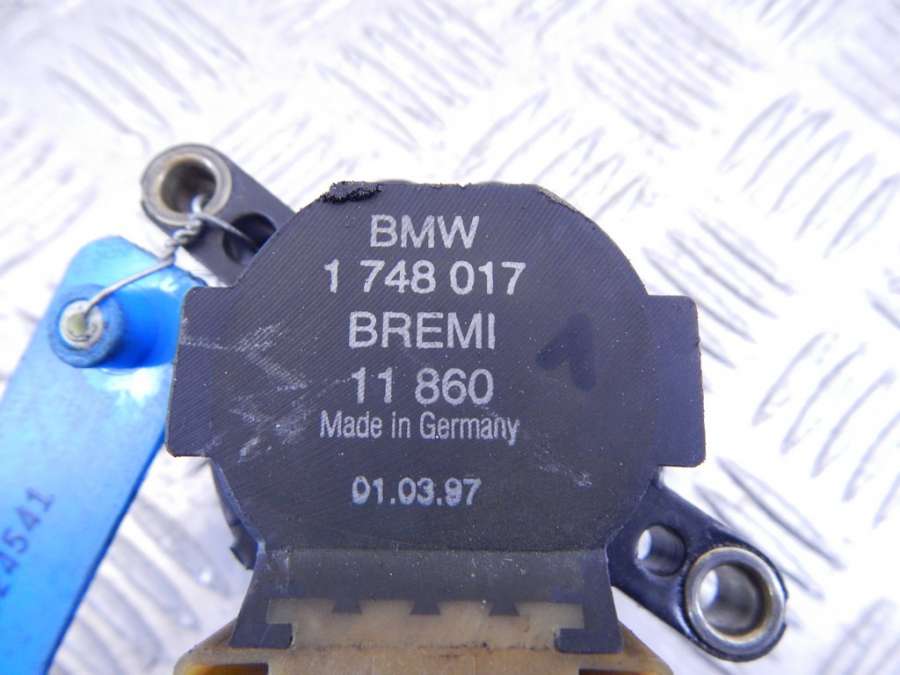 BMW
1 748 017
BREMI
11 860
Made in Germany
01.03.97